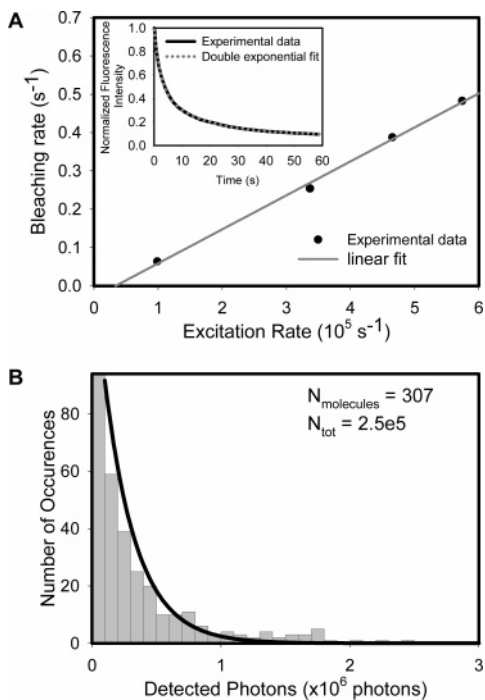 A
Bleaching rate (s⁻¹)
0.7
0.6
0.5
0.4
0.3
0.2
0.1
0.0
0
1
2
3
4
5
6
Excitation Rate (10⁵ s⁻¹)
Normalized Fluorescence
Intensity
1.0
0.8
0.6
0.4
0.2
0
0 10 20 30 40 50 60
Time (s)
Experimental data
Double exponential fit
Experimental data
linear fit
B
Number of Occurences
80
60
40
20
0
0
1
2
3
Detected Photons (x10⁶ photons)
Nmolecules = 307
Ntot = 2.5e5